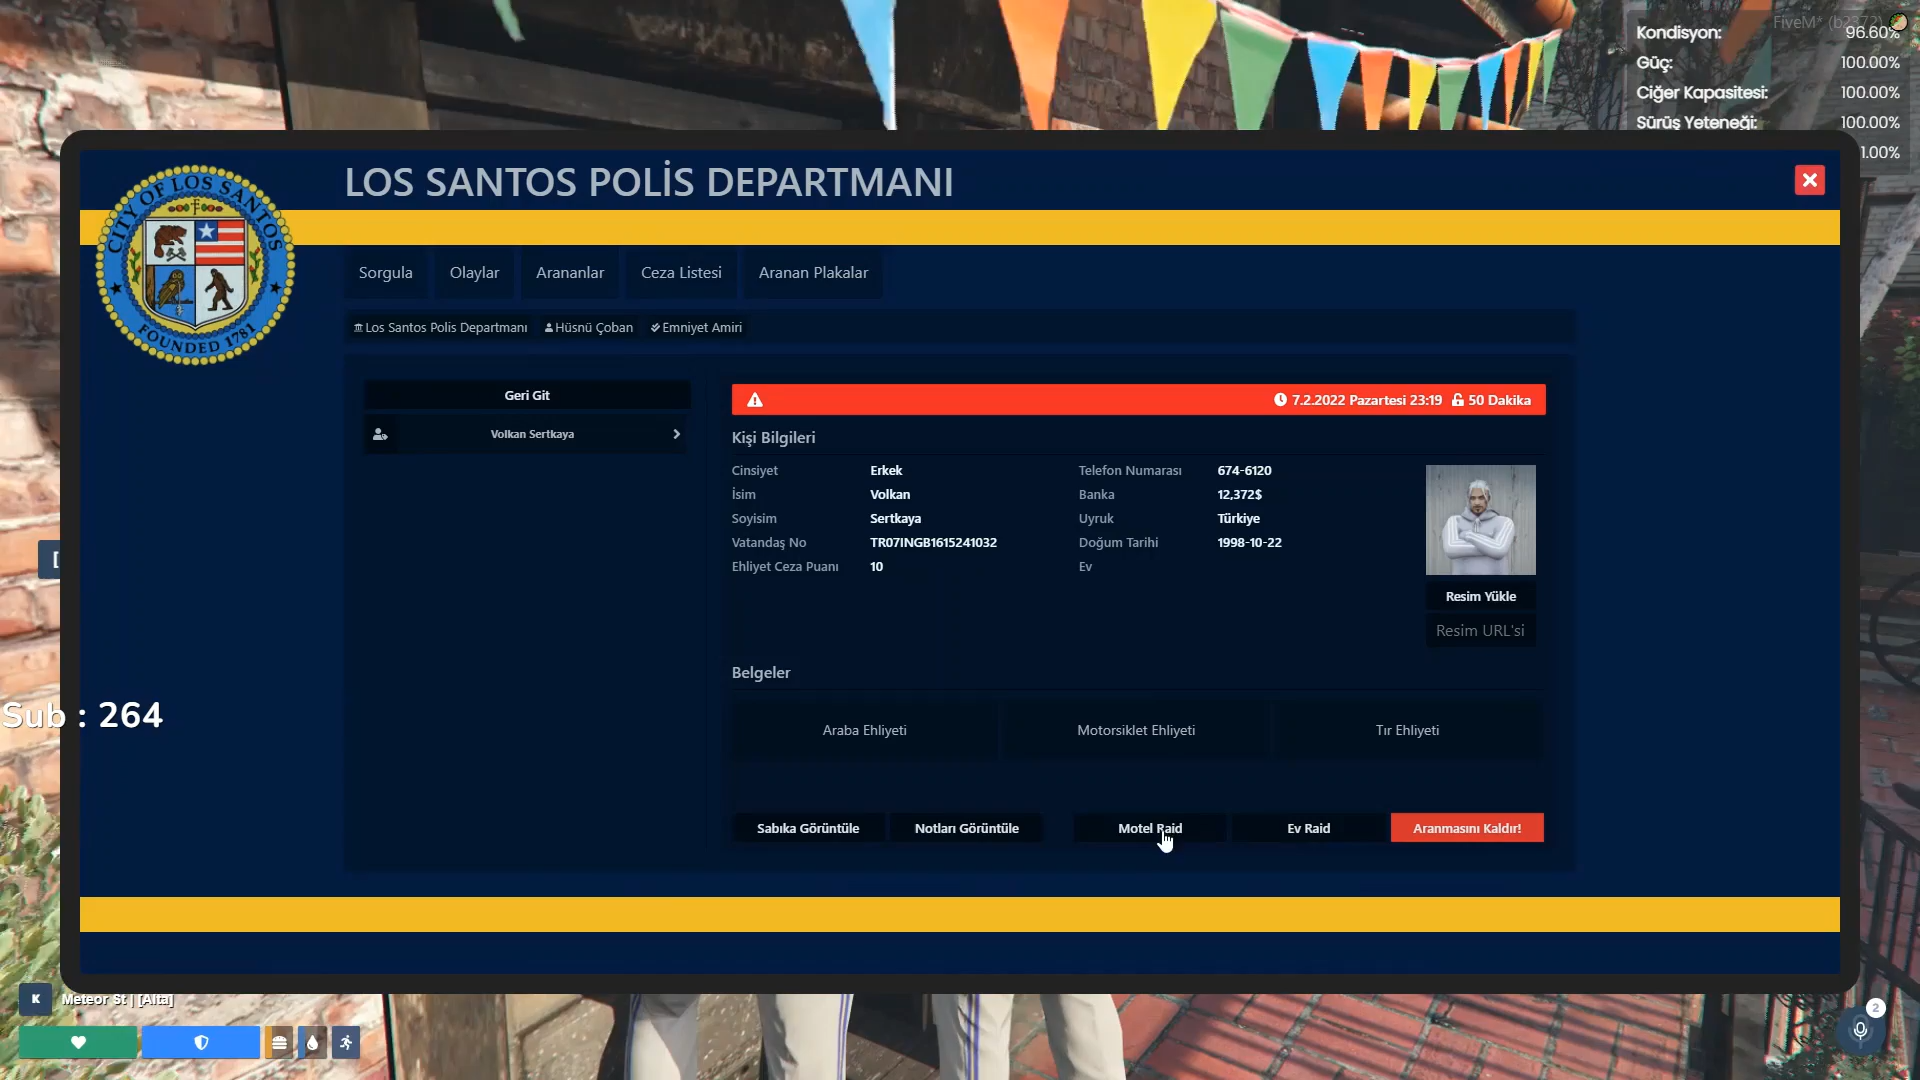 FiveM* (b2372)
Kondisyon: 96.60%
Güç: 100.00%
Ciğer Kapasitesi: 100.00%
Sürüş Yeteneği: 100.00%
1.00%
LOS SANTOS POLİS DEPARTMANI
CITY OF LOS SANTOS
FOUNDED 1781
Sorgula Olaylar Arananlar Ceza Listesi Aranan Plakalar
Los Santos Polis Departmanı Hüsnü Çoban Emniyet Amiri
Geri Git
Volkan Sertkaya
7.2.2022 Pazartesi 23:19 50 Dakika
Kişi Bilgileri
Cinsiyet Erkek Telefon Numarası 674-6120
İsim Volkan Banka 12,372$
Soyisim Sertkaya Uyruk Türkiye
Vatandaş No TR07INGB1615241032 Doğum Tarihi 1998-10-22
Ehliyet Ceza Puanı 10 Ev
Resim Yükle
Resim URL'si
Belgeler
Sub : 264
Araba Ehliyeti Motorsiklet Ehliyeti Tır Ehliyeti
Sabıka Görüntüle Notları Görüntüle Motel Raid Ev Raid Aranmasını Kaldır!
K Meteor St | [Alta]
2